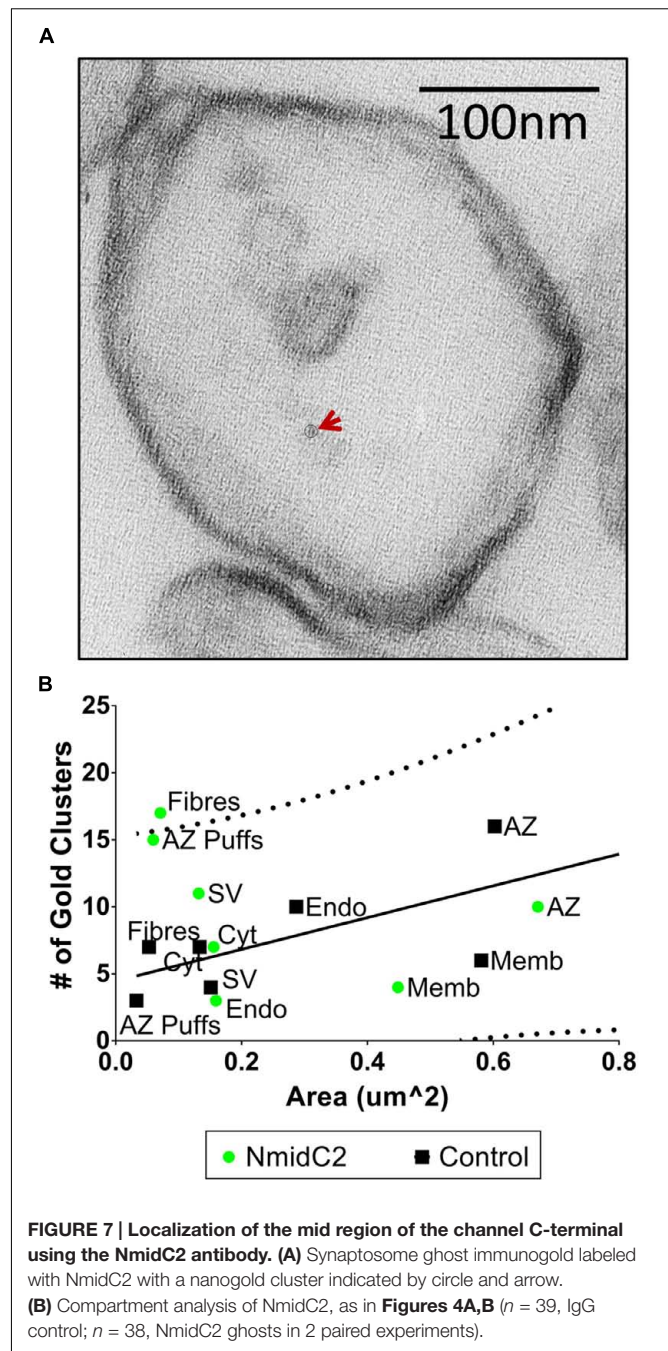 A
100nm
B
# of Gold Clusters
25
20
15
10
5
0
Fibres
AZ Puffs
SV
Cyt
Endo
AZ
Memb
Fibres
Cyt
AZ Puffs
SV
Endo
AZ
Memb
0.0 0.2 0.4 0.6 0.8
Area (um^2)
NmidC2 Control
FIGURE 7 | Localization of the mid region of the channel C-terminal
using the NmidC2 antibody. (A) Synaptosome ghost immunogold labeled
with NmidC2 with a nanogold cluster indicated by circle and arrow.
(B) Compartment analysis of NmidC2, as in Figures 4A,B (n = 39, IgG
control; n = 38, NmidC2 ghosts in 2 paired experiments).